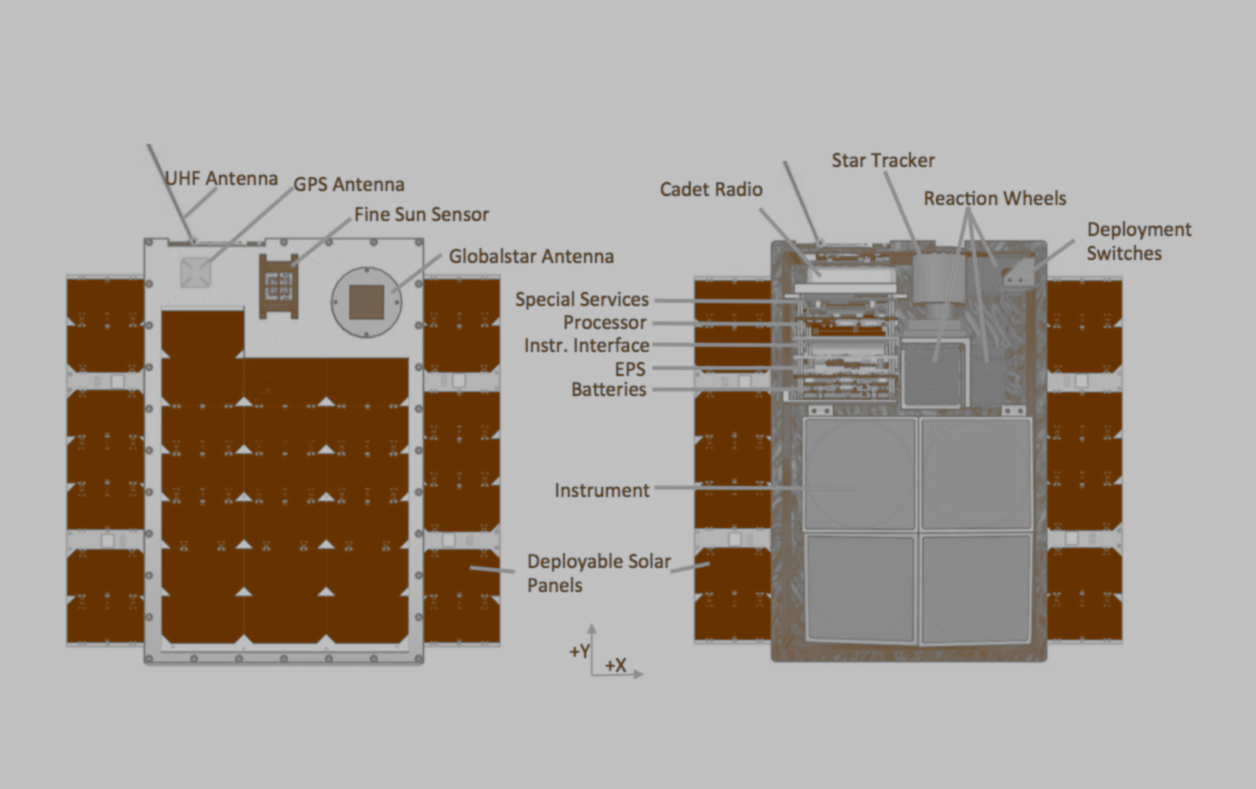 UHF Antenna
GPS Antenna
Fine Sun Sensor
Globalstar Antenna
Star Tracker
Cadet Radio
Reaction Wheels
Deployment
Switches
Special Services
Processor
Instr. Interface
EPS
Batteries
Instrument
Deployable Solar
Panels
+Y
+X